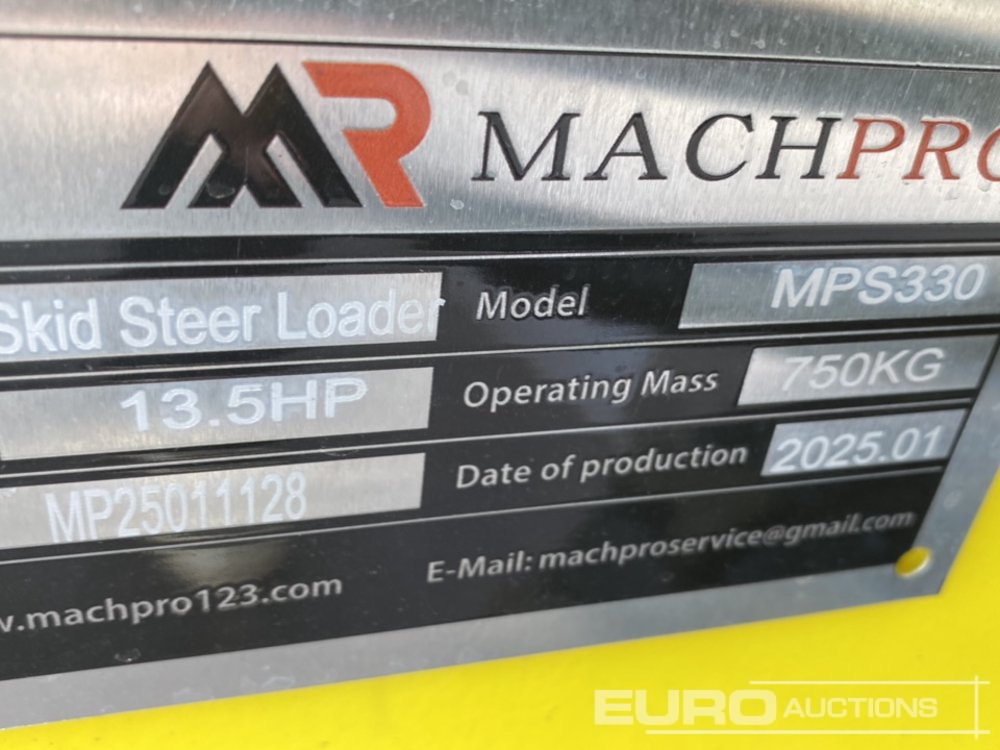 MR MACHPRO
Skid Steer Loader Model MPS330
13.5HP Operating Mass 750KG
MP25011128 Date of production 2025.01
w.machpro123.com E-Mail: machproservice@gmail.com
EURO AUCTIONS